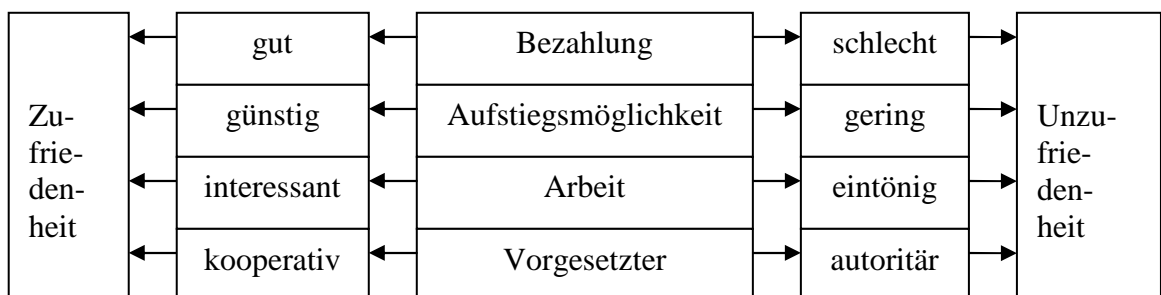 gut Bezahlung schlecht
Zu-
frie-
den-
heit
günstig Aufstiegsmöglichkeit gering
Unzu-
frie-
den-
heit
interessant Arbeit eintönig
kooperativ Vorgesetzter autoritär